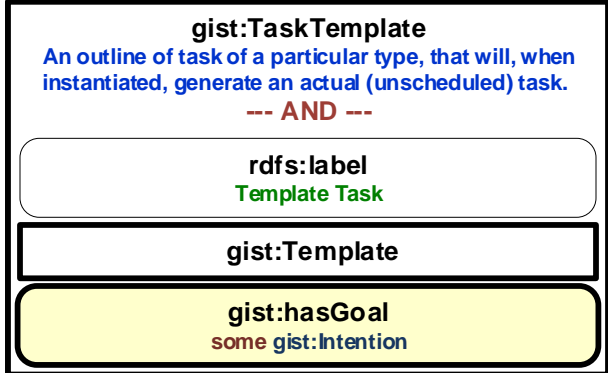 gist:TaskTemplate
An outline of task of a particular type, that will, when
instantiated, generate an actual (unscheduled) task.
--- AND ---
rdfs:label
Template Task
gist:Template
gist:hasGoal
some gist:Intention